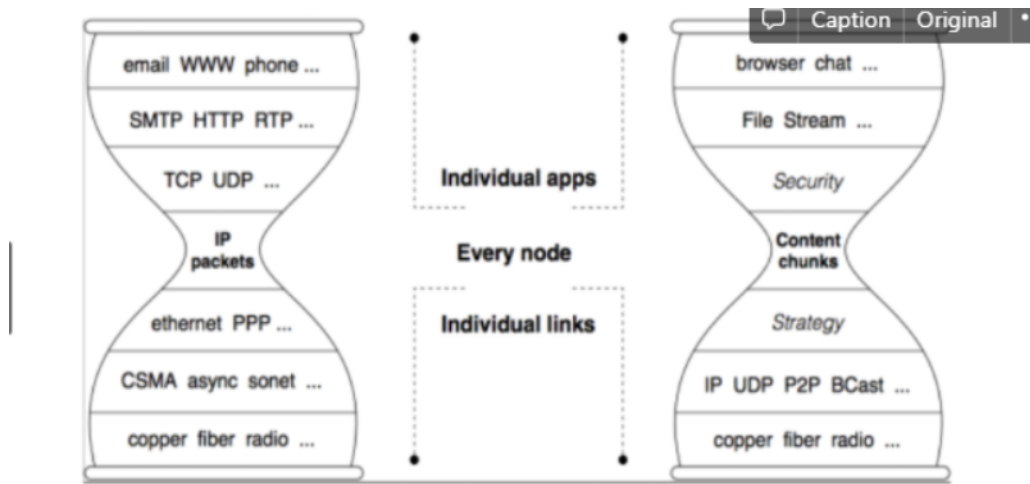 Caption Original
email WWW phone ...
SMTP HTTP RTP ...
TCP UDP ...
IP
packets
ethernet PPP ...
CSMA async sonet ...
copper fiber radio ...
Individual apps
Every node
Individual links
browser chat ...
File Stream ...
Security
Content
chunks
Strategy
IP UDP P2P BCast ...
copper fiber radio ...